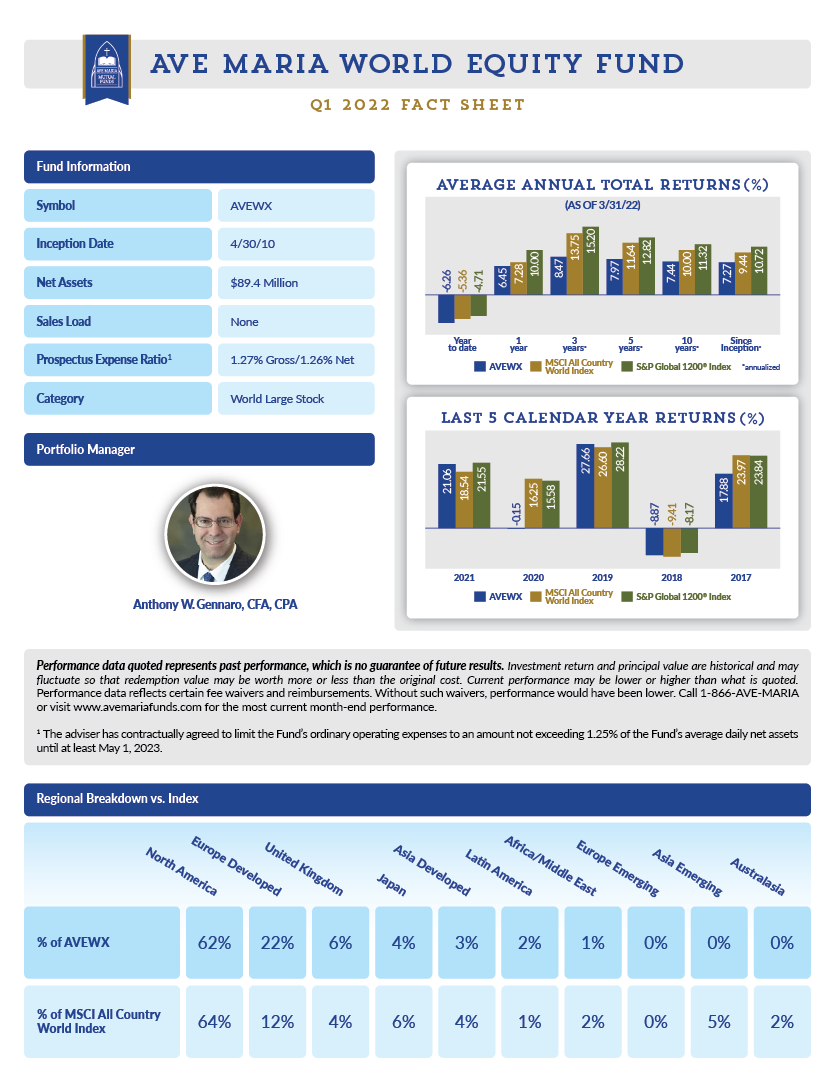 AVE MARIA
MUTUAL
FUNDS
AVE MARIA WORLD EQUITY FUND
Q1 2022 FACT SHEET
Fund Information
Symbol AVEWX
Inception Date 4/30/10
Net Assets $89.4 Million
Sales Load None
Prospectus Expense Ratio¹ 1.27% Gross/1.26% Net
Category World Large Stock
Portfolio Manager
Anthony W. Gennaro, CFA, CPA
AVERAGE ANNUAL TOTAL RETURNS (%)
(AS OF 3/31/22)
-6.26 -5.36 -4.71 6.45 7.28 10.00 8.47 13.75 15.20 7.97 11.64 12.82 7.44 10.00 11.32 7.27 9.44 10.72
Year 1 3 5 10 Since
to date year years* years* years* Inception*
AVEWX MSCI All Country World Index S&P Global 1200® Index *annualized
LAST 5 CALENDAR YEAR RETURNS (%)
21.06 18.54 21.55 -0.15 16.25 15.58 27.66 26.60 28.22 -8.87 -9.41 -8.17 17.88 23.97 23.84
2021 2020 2019 2018 2017
AVEWX MSCI All Country World Index S&P Global 1200® Index
Performance data quoted represents past performance, which is no guarantee of future results. Investment return and principal value are historical and may
fluctuate so that redemption value may be worth more or less than the original cost. Current performance may be lower or higher than what is quoted.
Performance data reflects certain fee waivers and reimbursements. Without such waivers, performance would have been lower. Call 1-866-AVE-MARIA
or visit www.avemariafunds.com for the most current month-end performance.
¹ The adviser has contractually agreed to limit the Fund's ordinary operating expenses to an amount not exceeding 1.25% of the Fund's average daily net assets
until at least May 1, 2023.
Regional Breakdown vs. Index
North America Europe Developed United Kingdom Japan Asia Developed Latin America Africa/Middle East Europe Emerging Asia Emerging Australasia
% of AVEWX 62% 22% 6% 4% 3% 2% 1% 0% 0% 0%
% of MSCI All Country
World Index 64% 12% 4% 6% 4% 1% 2% 0% 5% 2%